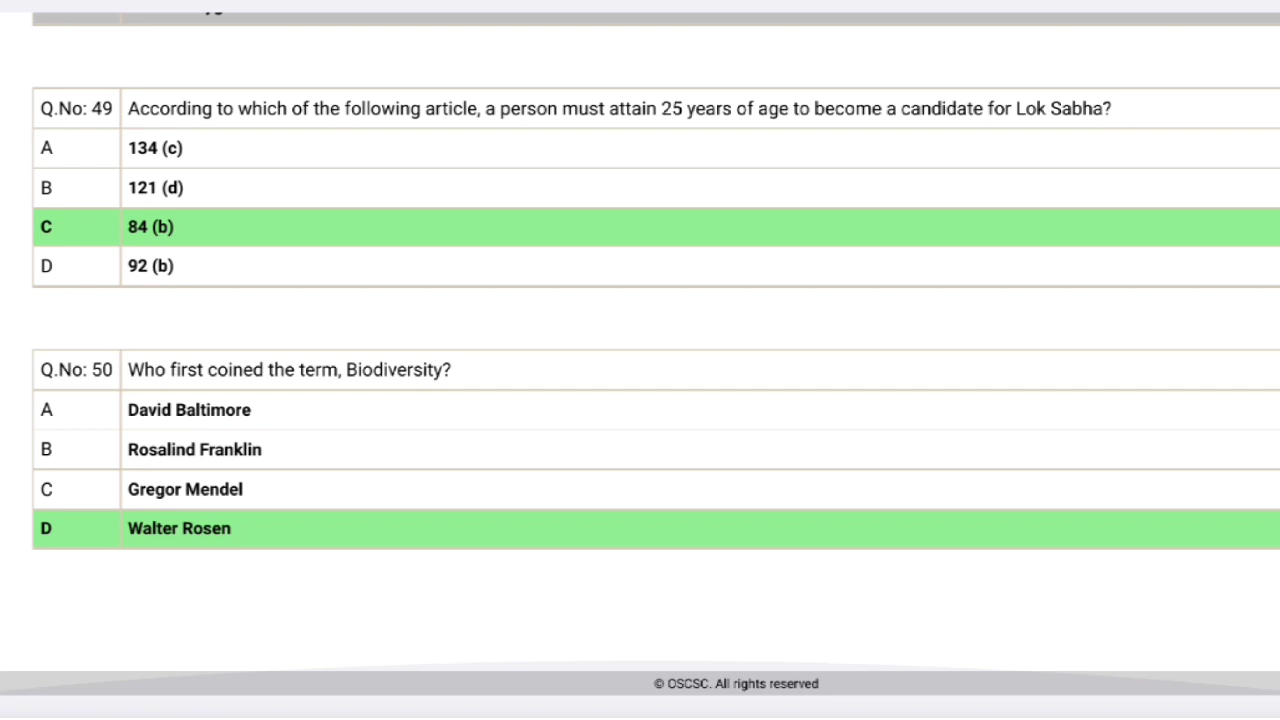 Q.No: 49 According to which of the following article, a person must attain 25 years of age to become a candidate for Lok Sabha?
A 134 (c)
B 121 (d)
C 84 (b)
D 92 (b)
Q.No: 50 Who first coined the term, Biodiversity?
A David Baltimore
B Rosalind Franklin
C Gregor Mendel
D Walter Rosen
© OSCSC. All rights reserved